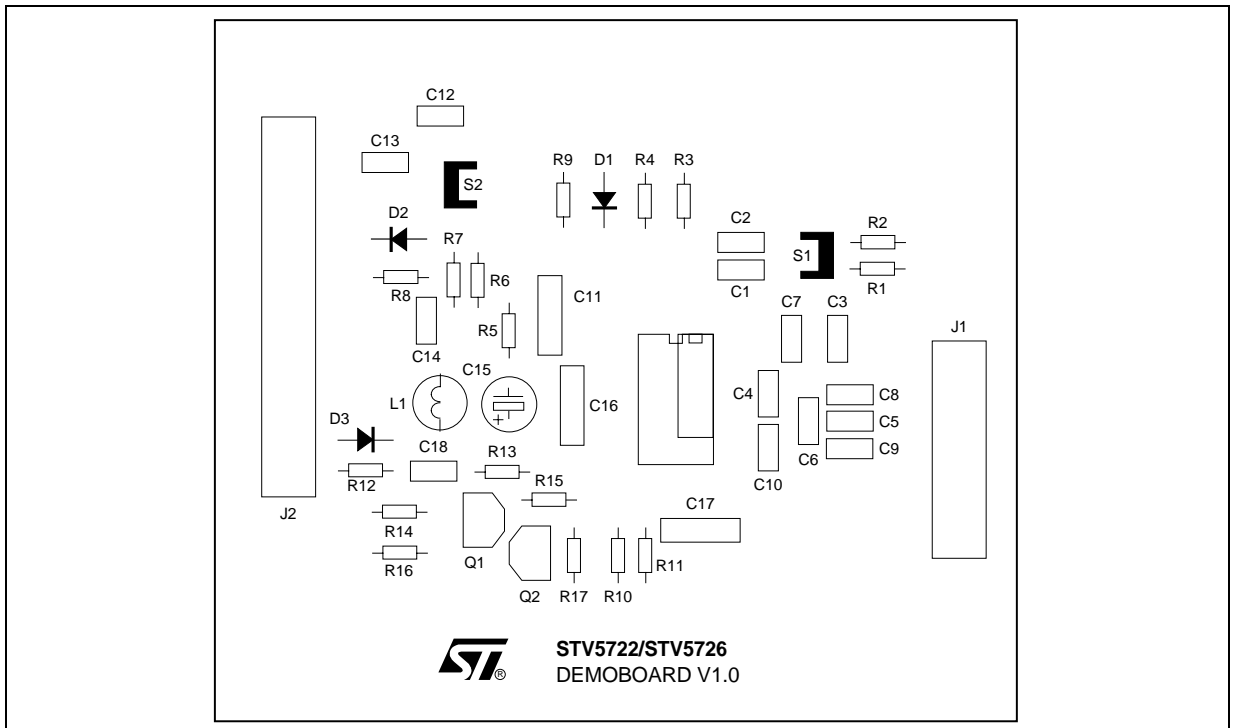 C12
C13
S2
R9 D1 R4 R3
D2
R7
C2
R2
S1
R8
R6
C11
C1
R1
C7 C3
R5
J1
C14
C15
L1
C16
C4
C8
C5
D3
C18
R13
C6
C9
R12
R15
C10
J2
C17
R14
R16
Q1
R11
Q2 R17 R10
ST®
STV5722/STV5726
DEMOBOARD V1.0